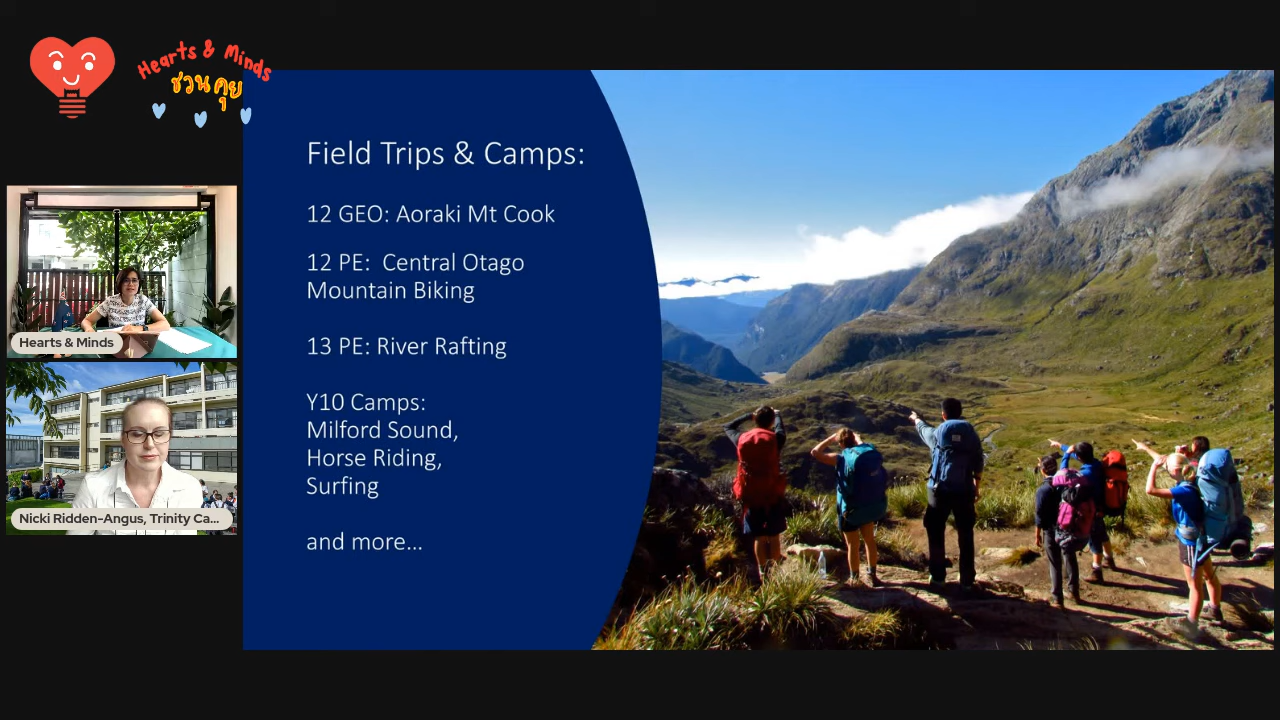 Hearts & Minds
ชวนคุย
Field Trips & Camps:
12 GEO: Aoraki Mt Cook
12 PE:  Central Otago
Mountain Biking
13 PE: River Rafting
Y10 Camps:
Milford Sound,
Horse Riding,
Surfing
and more...
Hearts & Minds
Nicki Ridden-Angus, Trinity Ca...